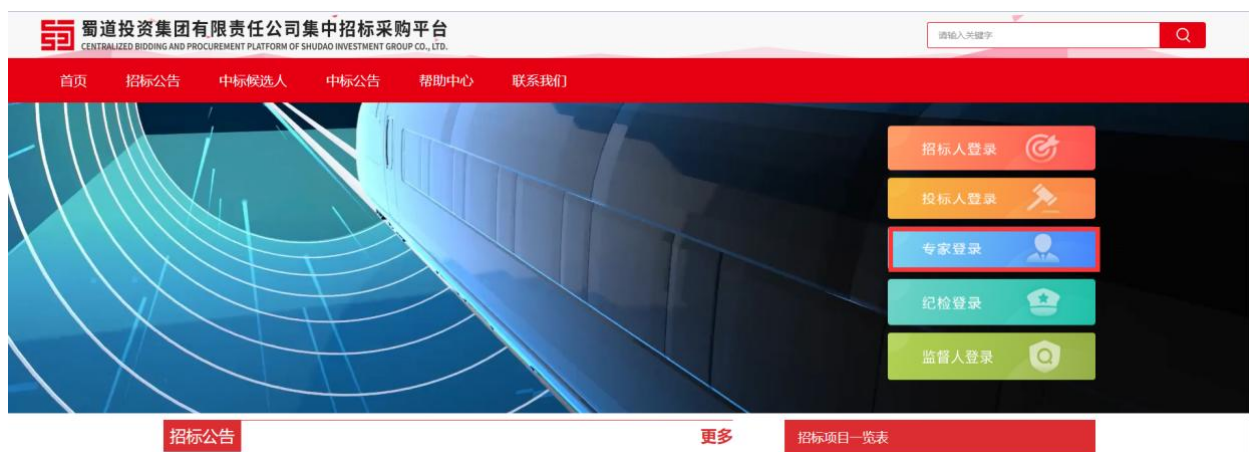 蜀道投资集团有限责任公司集中招标采购平台
CENTRALIZED BIDDING AND PROCUREMENT PLATFORM OF SHUDAO INVESTMENT GROUP CO., LTD.
请输入关键字
首页 招标公告 中标候选人 中标公告 帮助中心 联系我们
招标人登录
投标人登录
专家登录
纪检登录
监督人登录
招标公告 更多 招标项目一览表